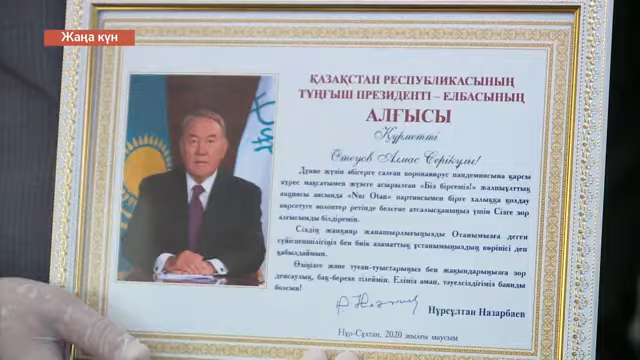 Жаңа күн
ҚАЗАҚСТАН РЕСПУБЛИКАСЫНЫҢ
ТҰҢҒЫШ ПРЕЗИДЕНТІ – ЕЛБАСЫНЫҢ
АЛҒЫСЫ
Құрметті
Отегов Алмас Серікұлы!
Дүние жүзін әбігерге салған коронавирус пандемиясына қарсы
күрес мақсатымен жүзеге асырылған «Біз біргеміз!» жалпыұлттық
акциясы аясында «Nur Otan» партиясымен бірге халыққа қолдау
көрсетуге волонтер ретінде белсене атсалысқаныңыз үшін Сізге зор
алғысымды білдіремін.
Сіздің жанқияр жанашырлығыңызды Отанымызға деген
сүйіспеншілігіңіз бен биік азаматтық ұстанымыңыздың көрінісі деп
қабылдаймын.
Өзіңізге және туған-туыстарыңыз бен жақындарыңызға зор
денсаулық, бақ-береке тілеймін. Еліміз аман, тәуелсіздігіміз баянды
болсын!
Нұрсұлтан Назарбаев
Нұр-Сұлтан, 2020 жылғы маусым